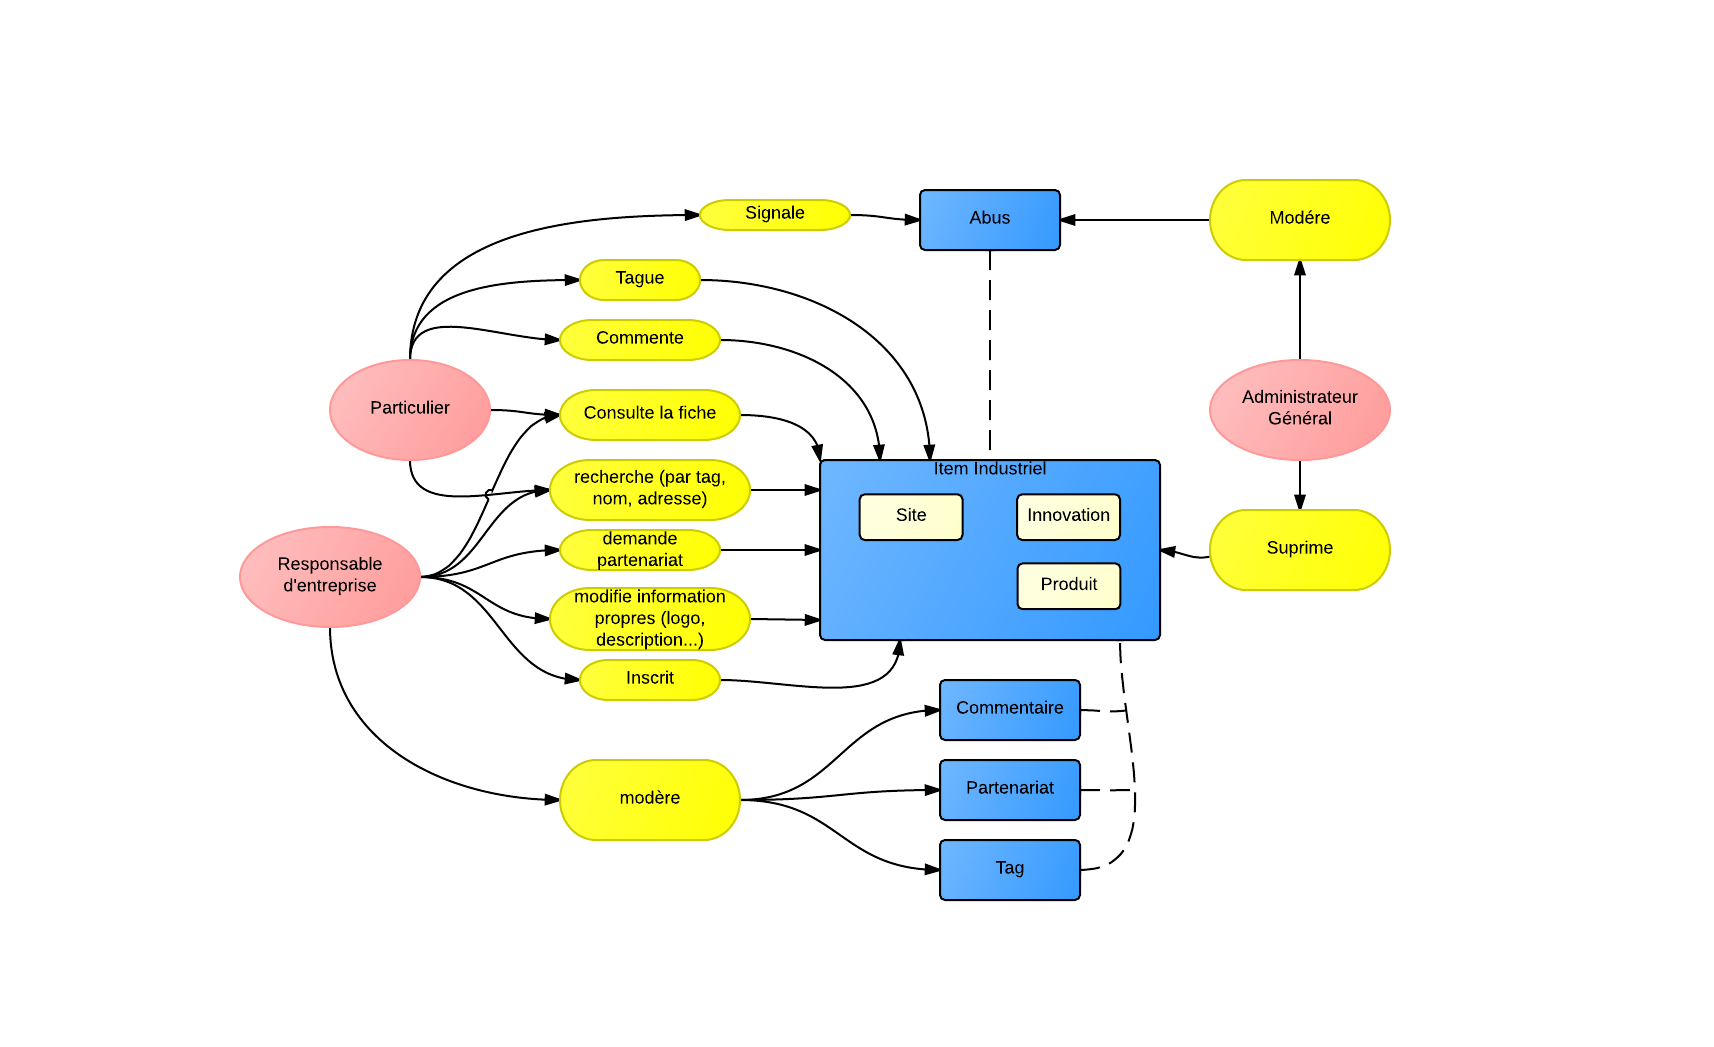 Signale
Abus
Modére
Tague
Commente
Particulier
Consulte la fiche
Administrateur
Général
recherche (par tag,
nom, adresse)
Item Industriel
Site
Innovation
Responsable
d'entreprise
demande
partenariat
Produit
Suprime
modifie information
propres (logo,
description...)
Inscrit
Commentaire
modère
Partenariat
Tag